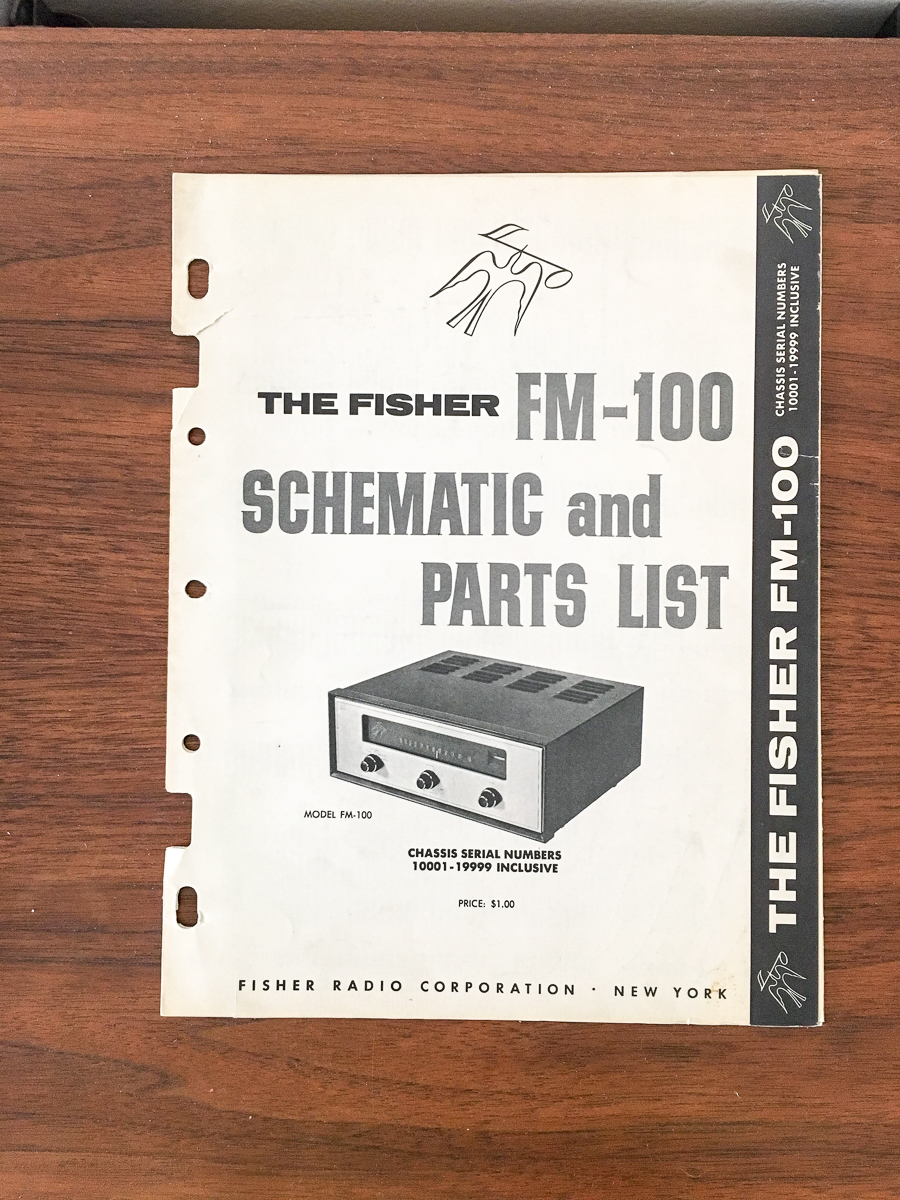 THE FISHER FM-100
SCHEMATIC and
PARTS LIST
MODEL FM-100
CHASSIS SERIAL NUMBERS
10001-19999 INCLUSIVE
PRICE: $1.00
FISHER RADIO CORPORATION · NEW YORK
THE FISHER FM-100
CHASSIS SERIAL NUMBERS
10001-19999 INCLUSIVE